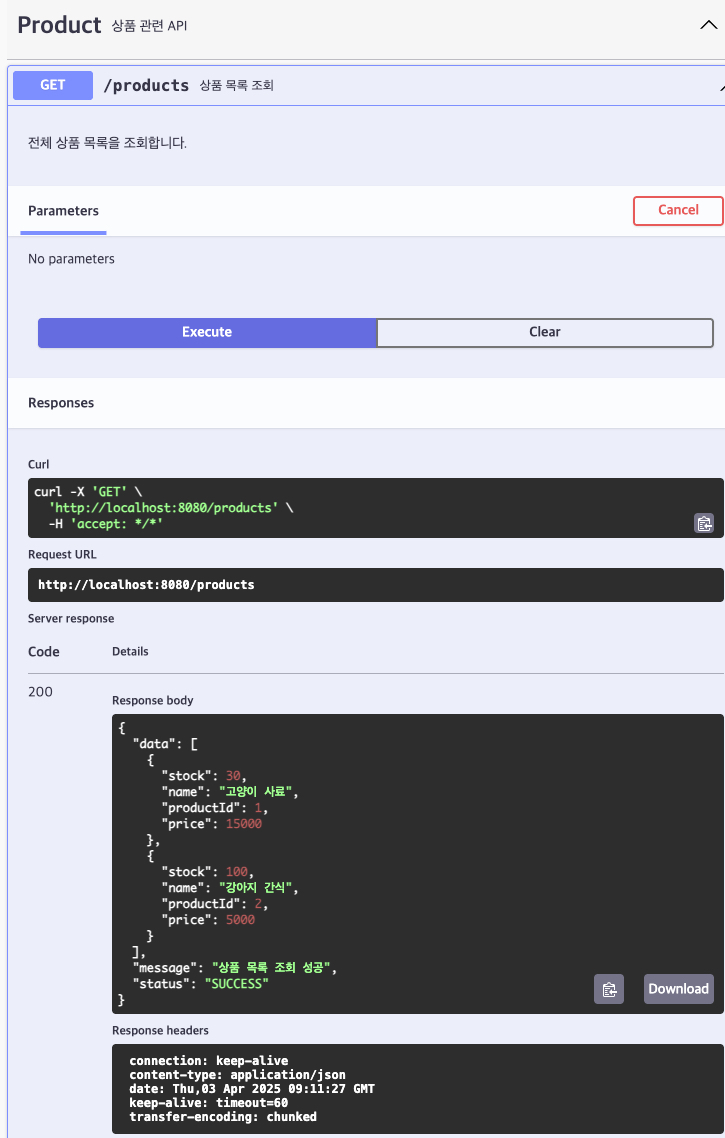 Product 상품 관련 API
GET /products 상품 목록 조회
전체 상품 목록을 조회합니다.
Parameters
Cancel
No parameters
Execute
Clear
Responses
Curl
curl -X 'GET' \
'http://localhost:8080/products' \
-H 'accept: */*'
Request URL
http://localhost:8080/products
Server response
Code Details
200
Response body
{
"data": [
{
"stock": 30,
"name": "고양이 사료",
"productId": 1,
"price": 15000
},
{
"stock": 100,
"name": "강아지 간식",
"productId": 2,
"price": 5000
}
],
"message": "상품 목록 조회 성공",
"status": "SUCCESS"
}
Download
Response headers
connection: keep-alive
content-type: application/json
date: Thu,03 Apr 2025 09:11:27 GMT
keep-alive: timeout=60
transfer-encoding: chunked